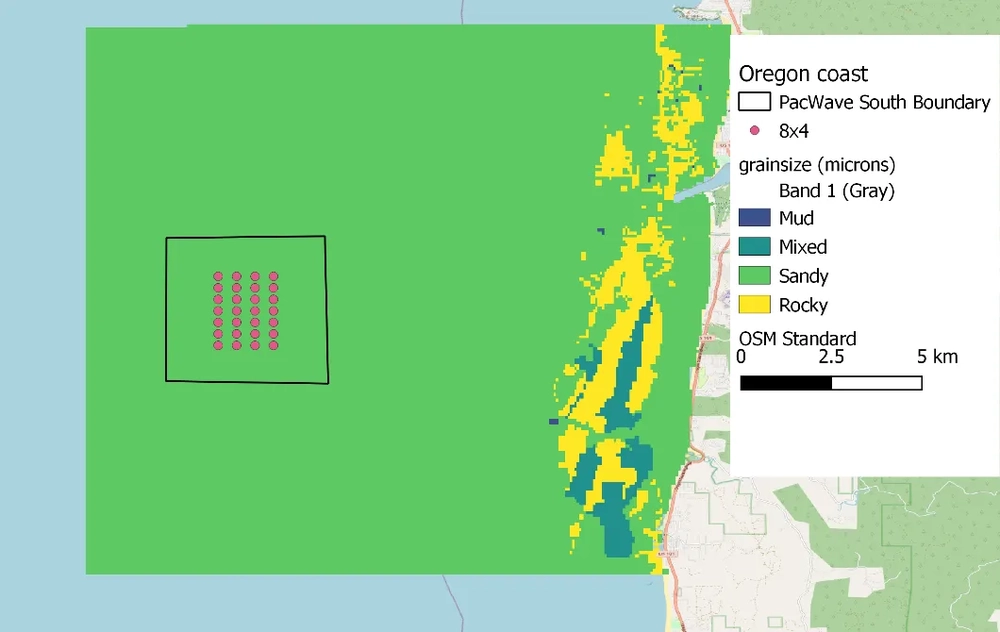 Oregon coast
PacWave South Boundary
8x4
grainsize (microns)
Band 1 (Gray)
Mud
Mixed
Sandy
Rocky
OSM Standard
0 2.5 5 km